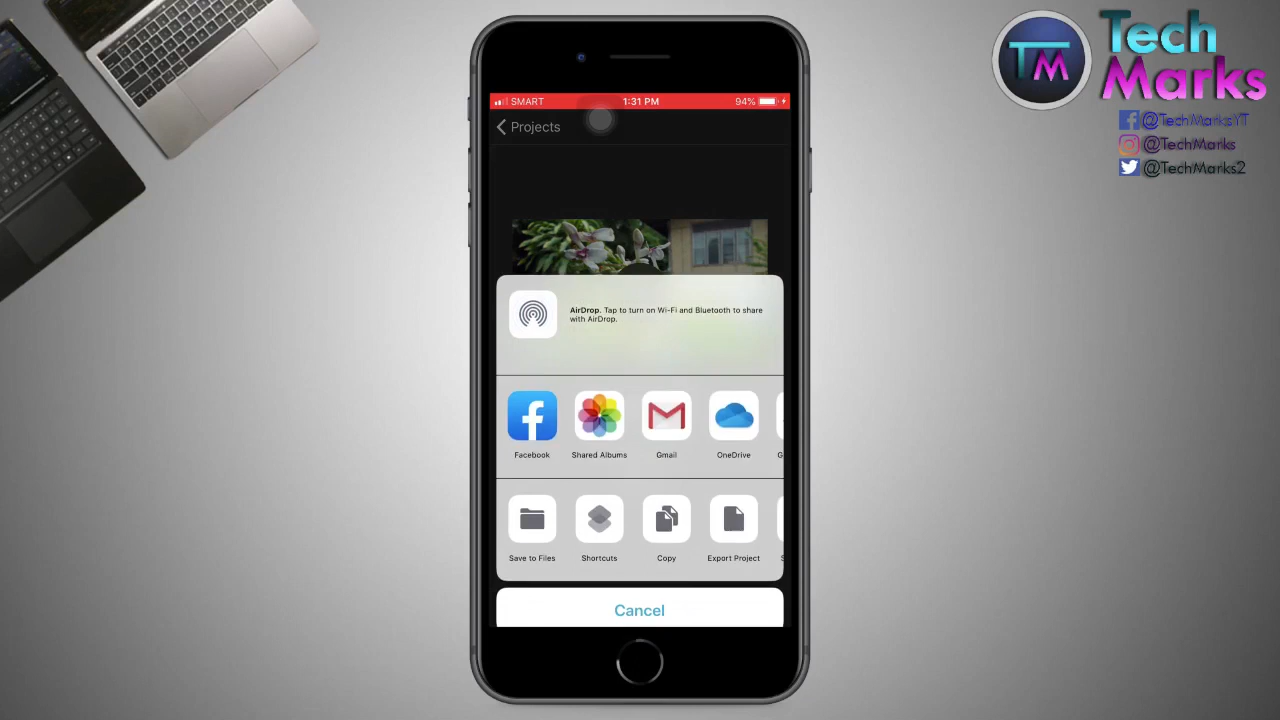 SMART
1:31 PM
94%
Projects
AirDrop. Tap to turn on Wi-Fi and Bluetooth to share
with AirDrop.
Facebook
Shared Albums
Gmail
OneDrive
G
Save to Files
Shortcuts
Copy
Export Project
S
Cancel
TM
Tech
Marks
@TechMarksYT
@TechMarks
@TechMarks2